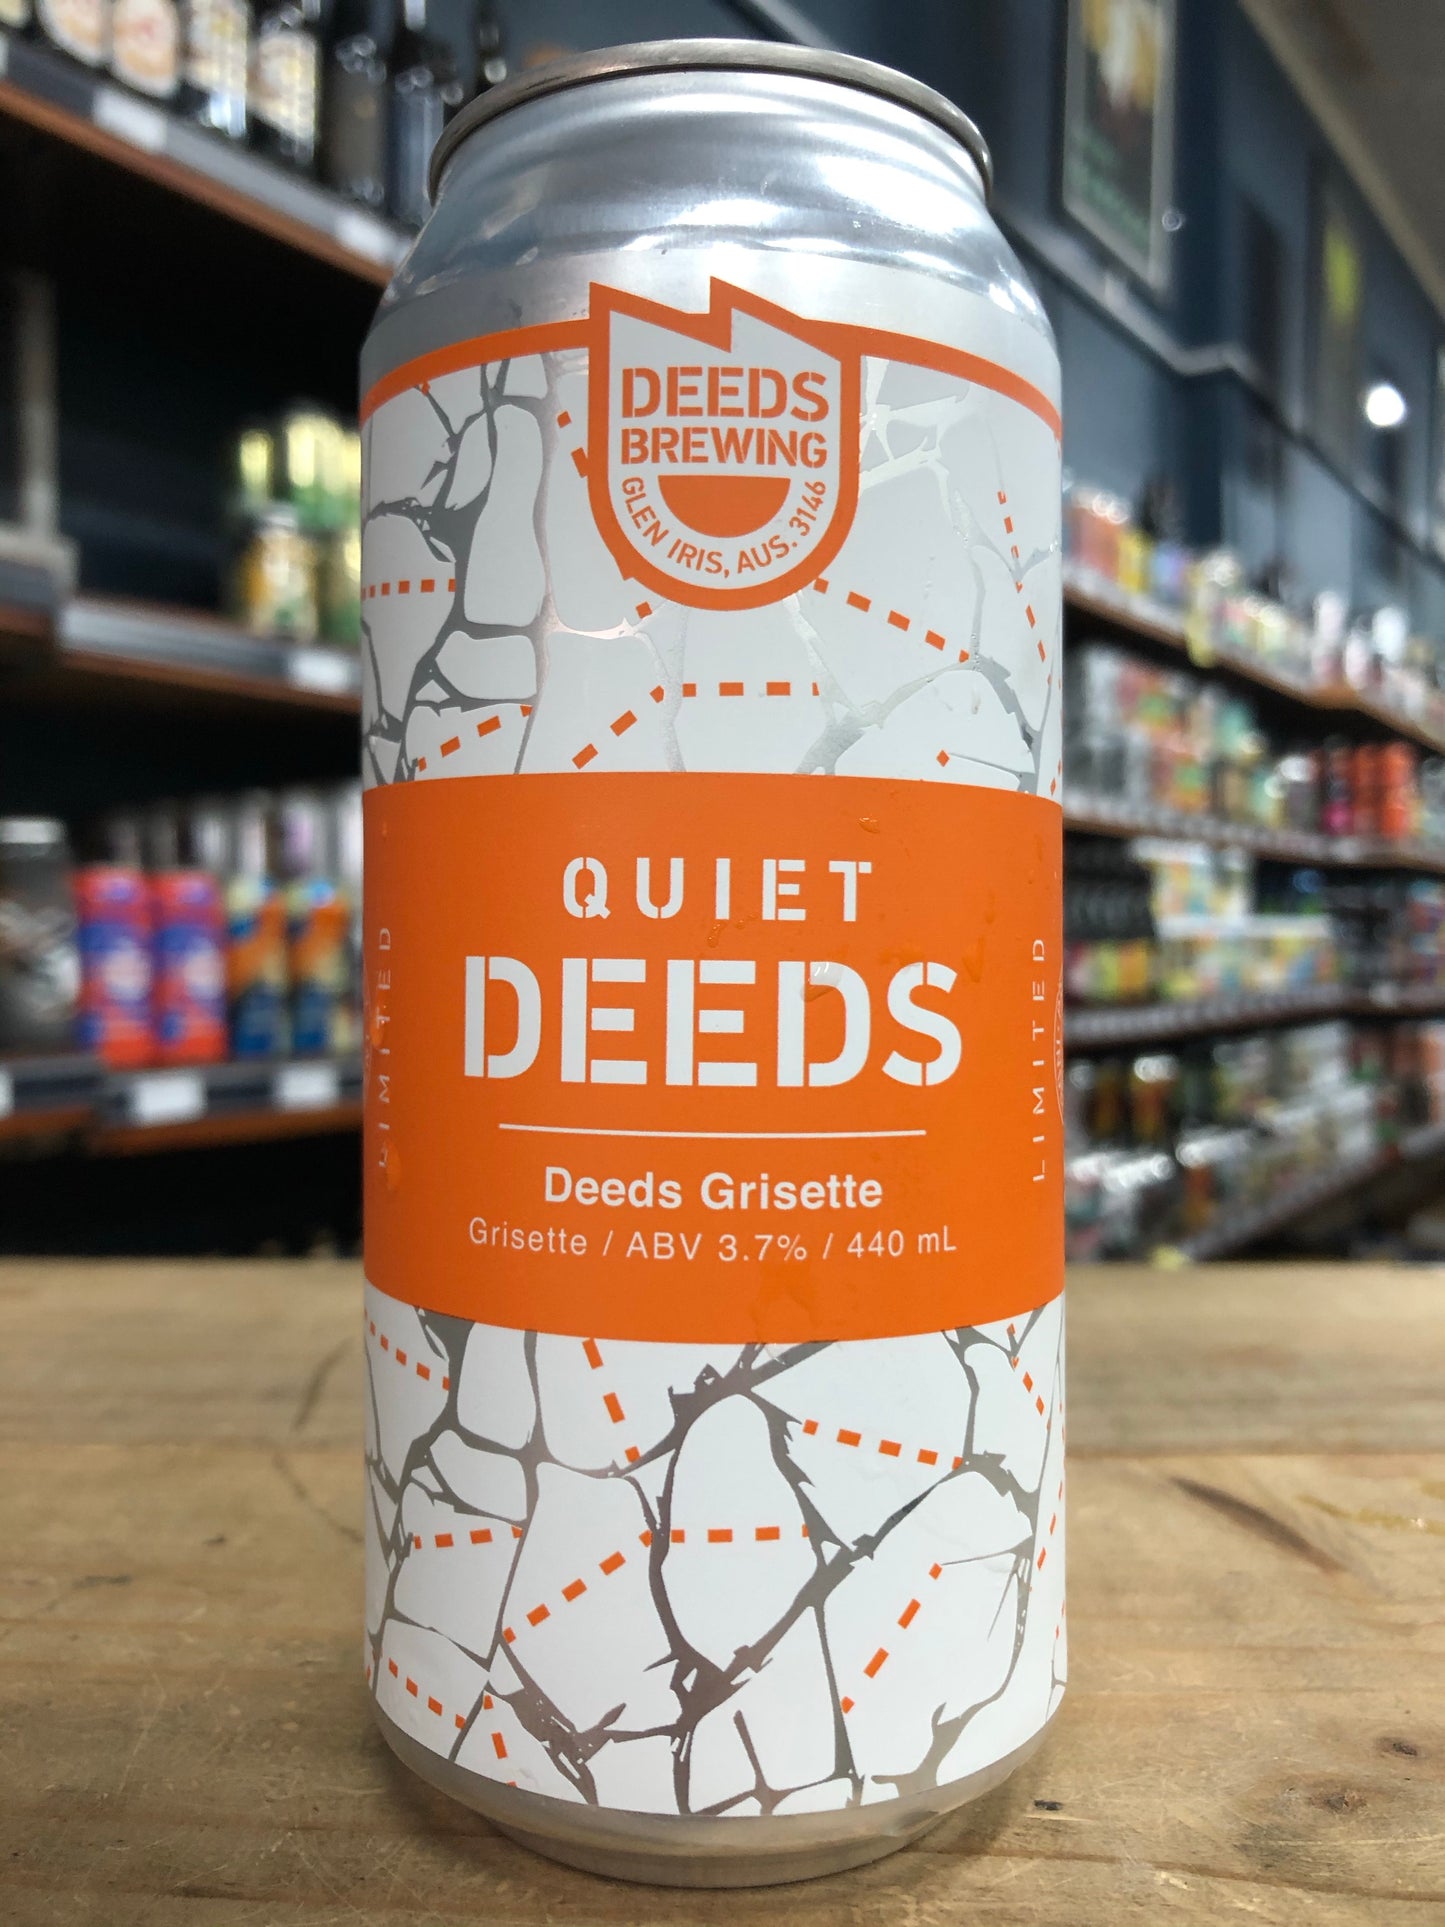 DEEDS
BREWING
GLEN IRIS, AUS. 3146
QUIET
DEEDS
Deeds Grisette
Grisette / ABV 3.7% / 440 mL
LIMITED
LIMITED